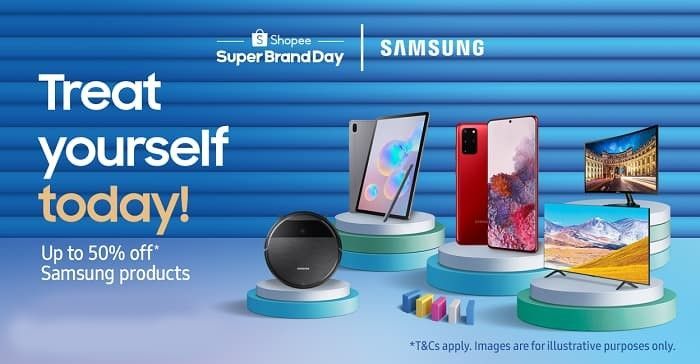 Shopee
Super Brand Day
SAMSUNG
Treat
yourself
today!
Up to 50% off*
Samsung products
SAMSUNG
*T&Cs apply. Images are for illustrative purposes only.